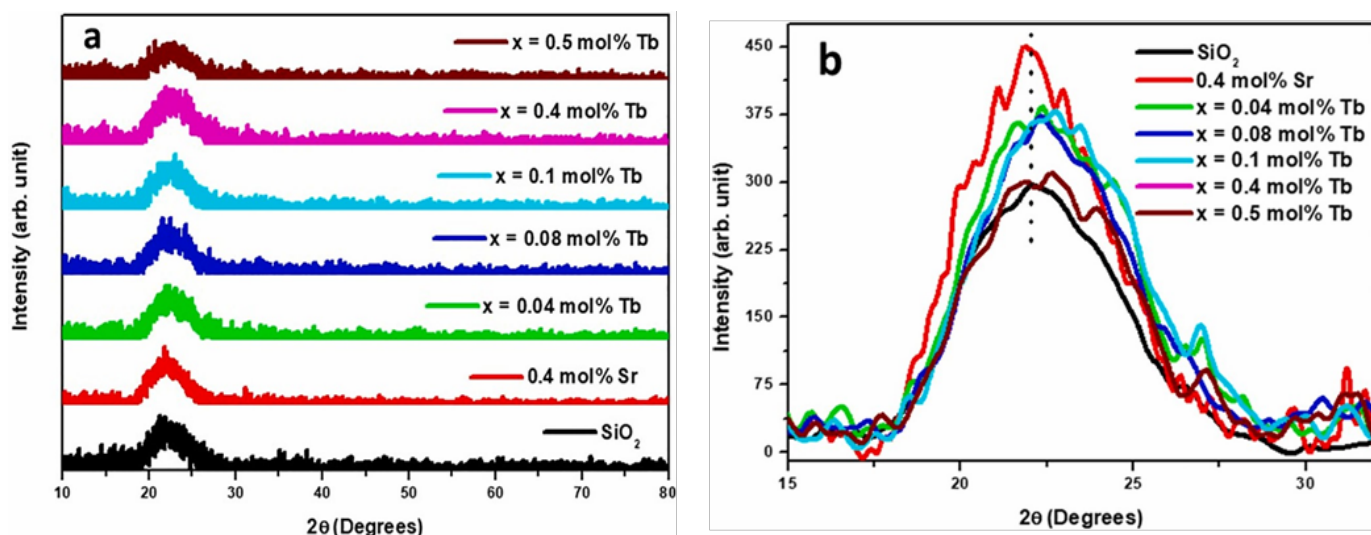 a
x = 0.5 mol% Tb
x = 0.4 mol% Tb
x = 0.1 mol% Tb
x = 0.08 mol% Tb
x = 0.04 mol% Tb
0.4 mol% Sr
SiO₂
Intensity (arb. unit)
10 20 30 40 50 60 70 80
2θ (Degrees)
b
450
375
300
225
150
75
0
SiO₂
0.4 mol% Sr
x = 0.04 mol% Tb
x = 0.08 mol% Tb
x = 0.1 mol% Tb
x = 0.4 mol% Tb
x = 0.5 mol% Tb
Intensity (arb. unit)
15 20 25 30
2θ (Degrees)